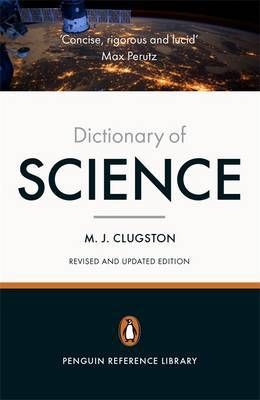 ‘Concise, rigorous and lucid’
Max Perutz
Dictionary of
SCIENCE
M. J. CLUGSTON
REVISED AND UPDATED EDITION
PENGUIN REFERENCE LIBRARY